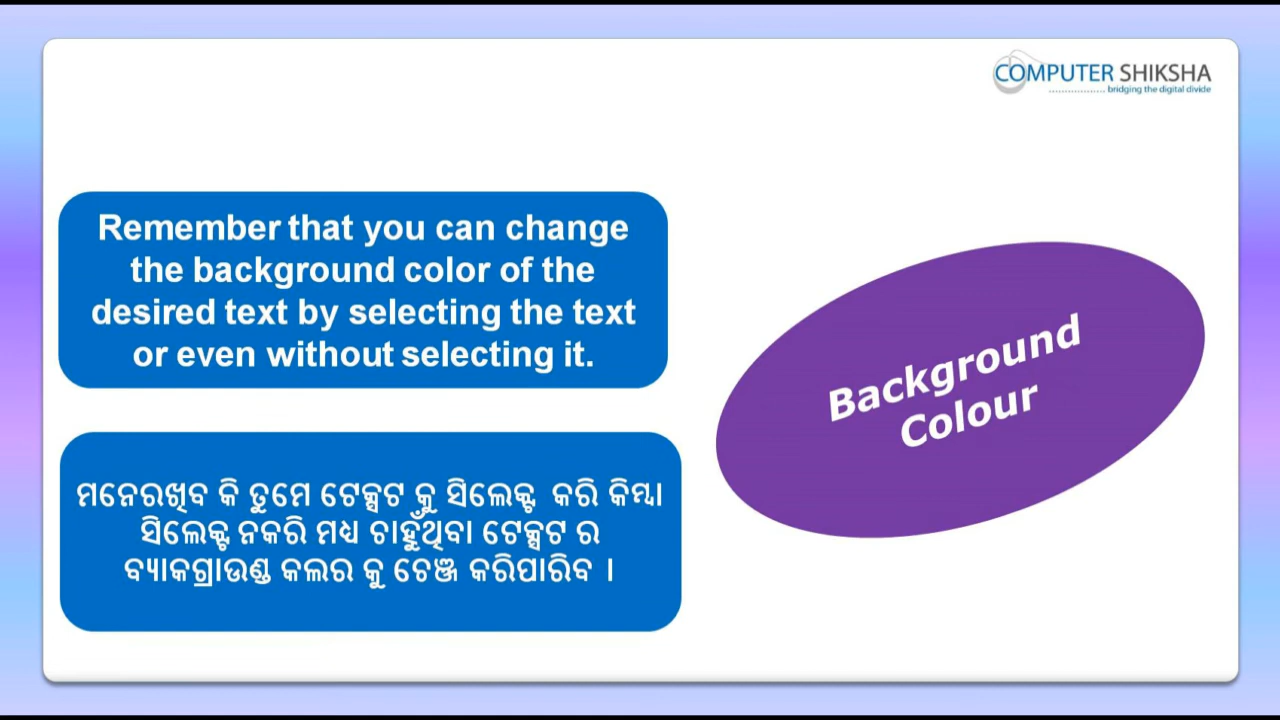 COMPUTER SHIKSHA
bridging the digital divide
Remember that you can change
the background color of the
desired text by selecting the text
or even without selecting it.
ମନେରଖିବ କି ତୁମେ ଟେକ୍ସଟ କୁ ସିଲେକ୍ଟ କରି କିମ୍ବା
ସିଲେକ୍ଟ ନକରି ମଧ୍ୟ ଚାହୁଁଥିବା ଟେକ୍ସଟ ର
ବ୍ୟାକଗ୍ରାଉଣ୍ଡ କଲର କୁ ଚେଞ୍ଜ କରିପାରିବ ।
Background
Colour